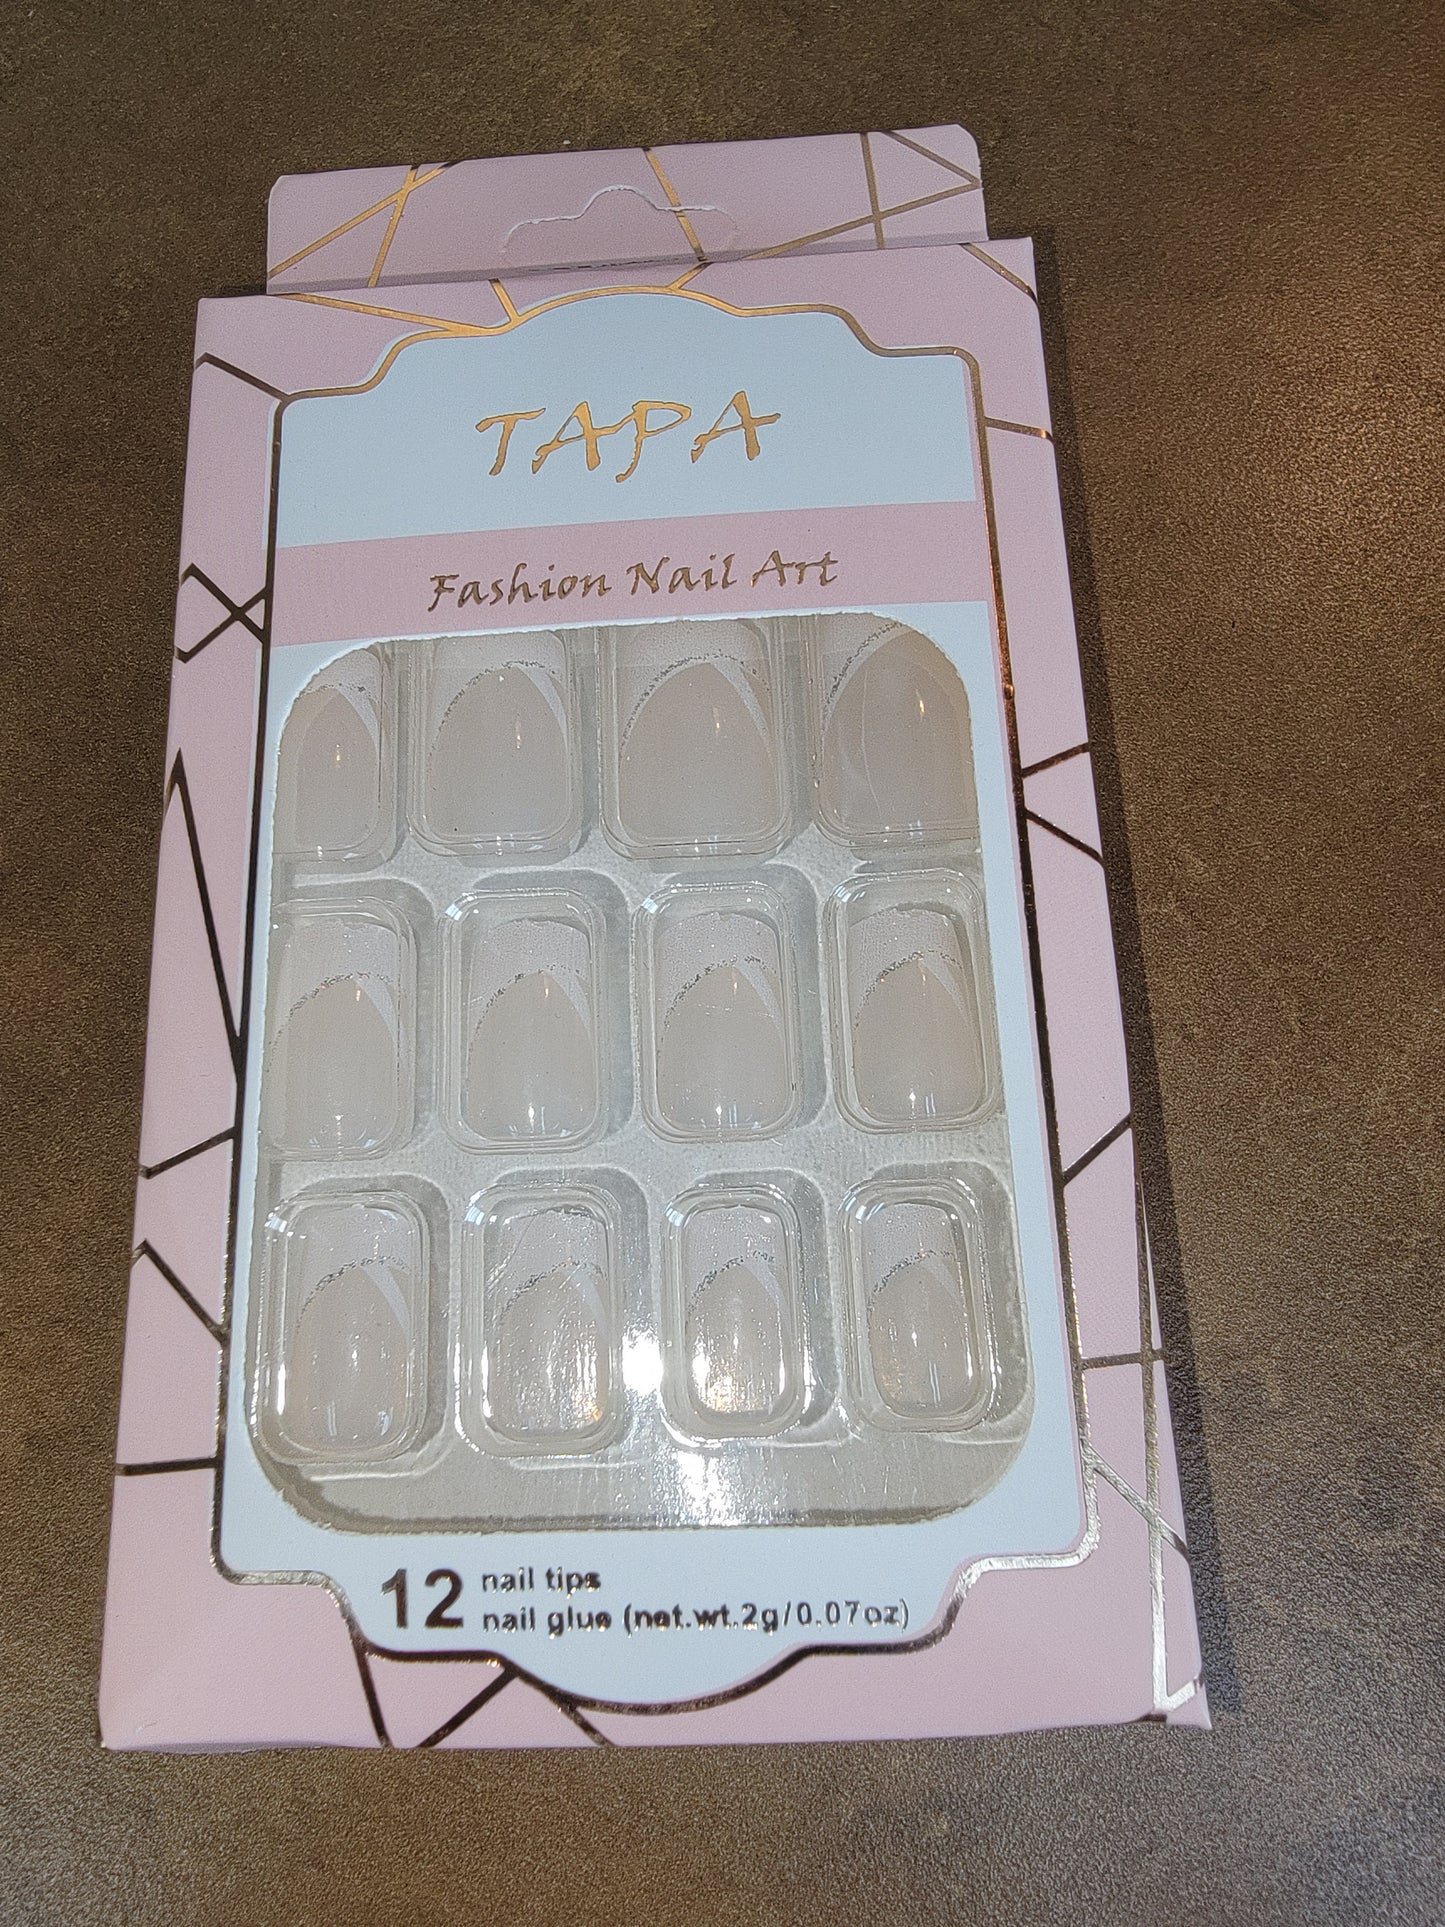 TAPA
Fashion Nail Art
12 nail tips
nail glue (net.wt.2g/0.07oz)